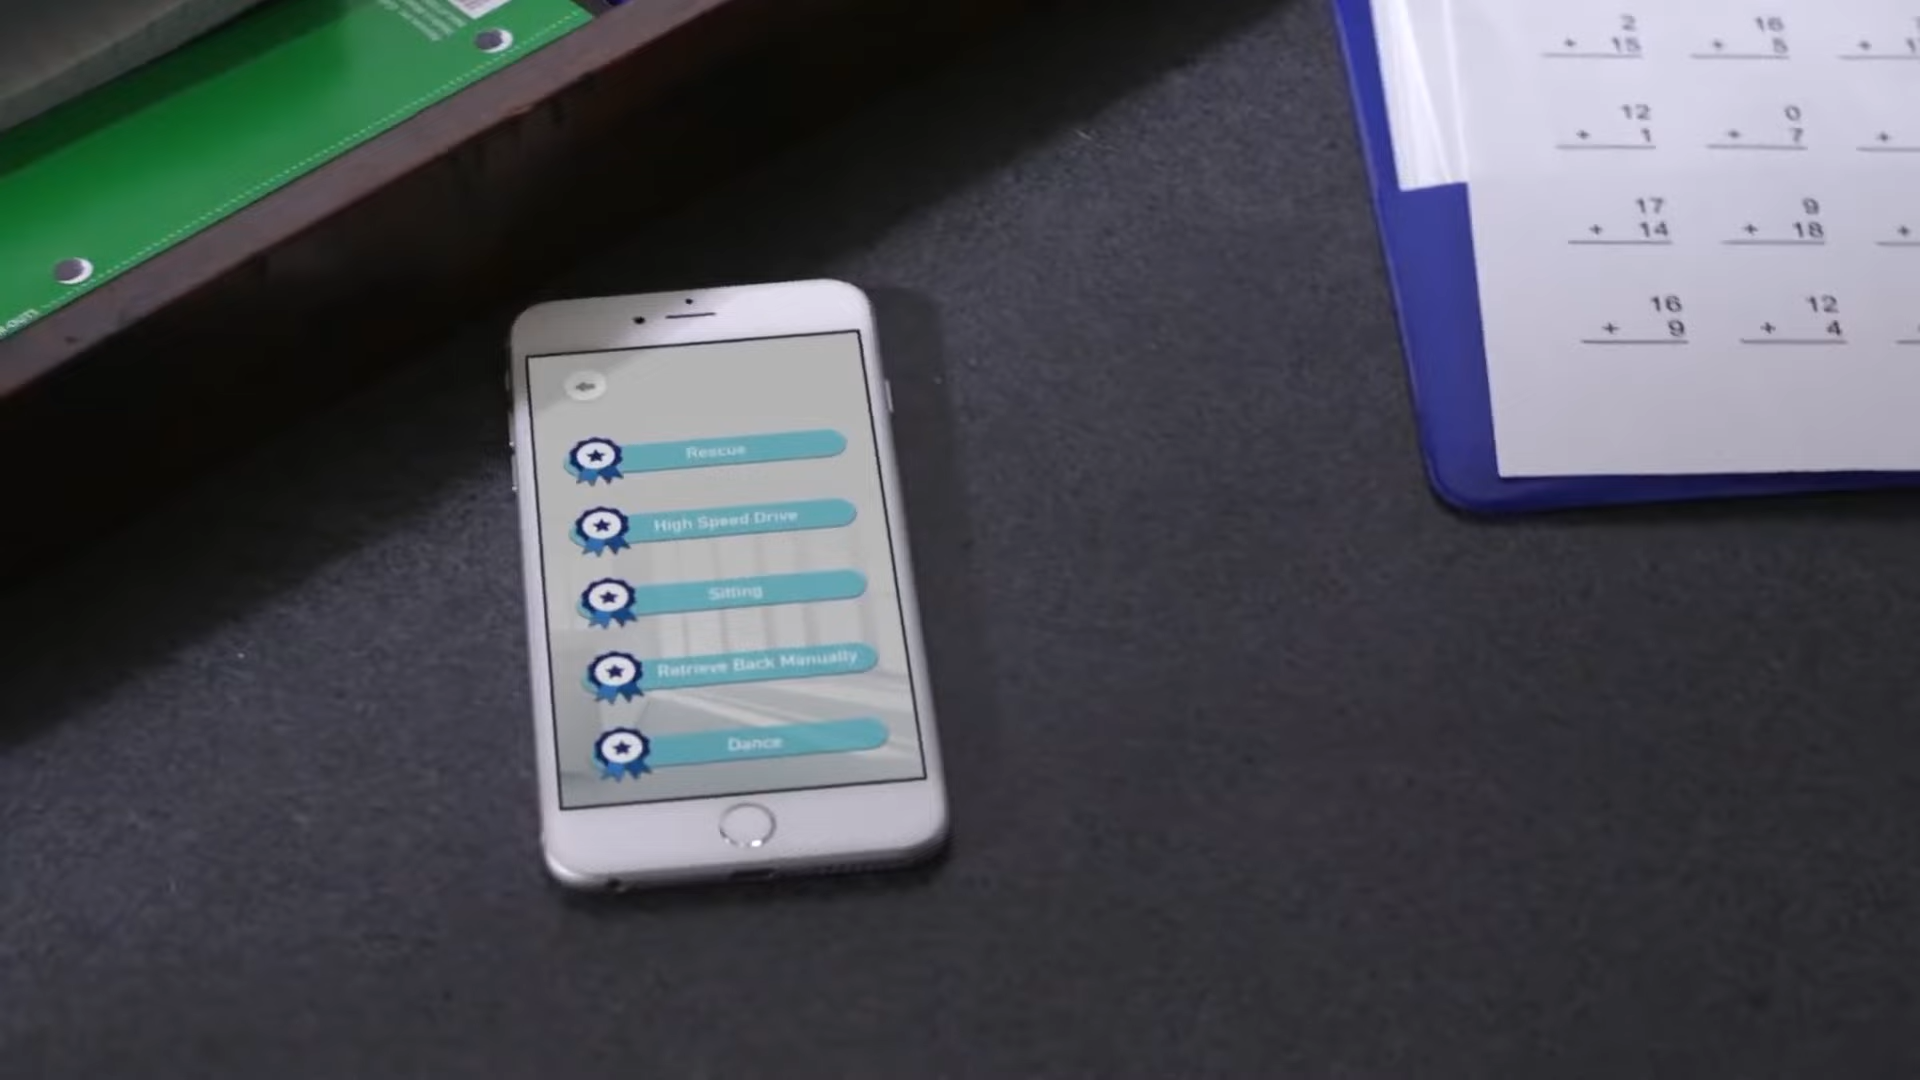 Rescue
High Speed Drive
Sitting
Retrieve Back Manually
Dance
2 16
+ 15 + 5 +
12 0
+ 1 + 7 +
17 9
+ 14 + 18 +
16 12
+ 9 + 4